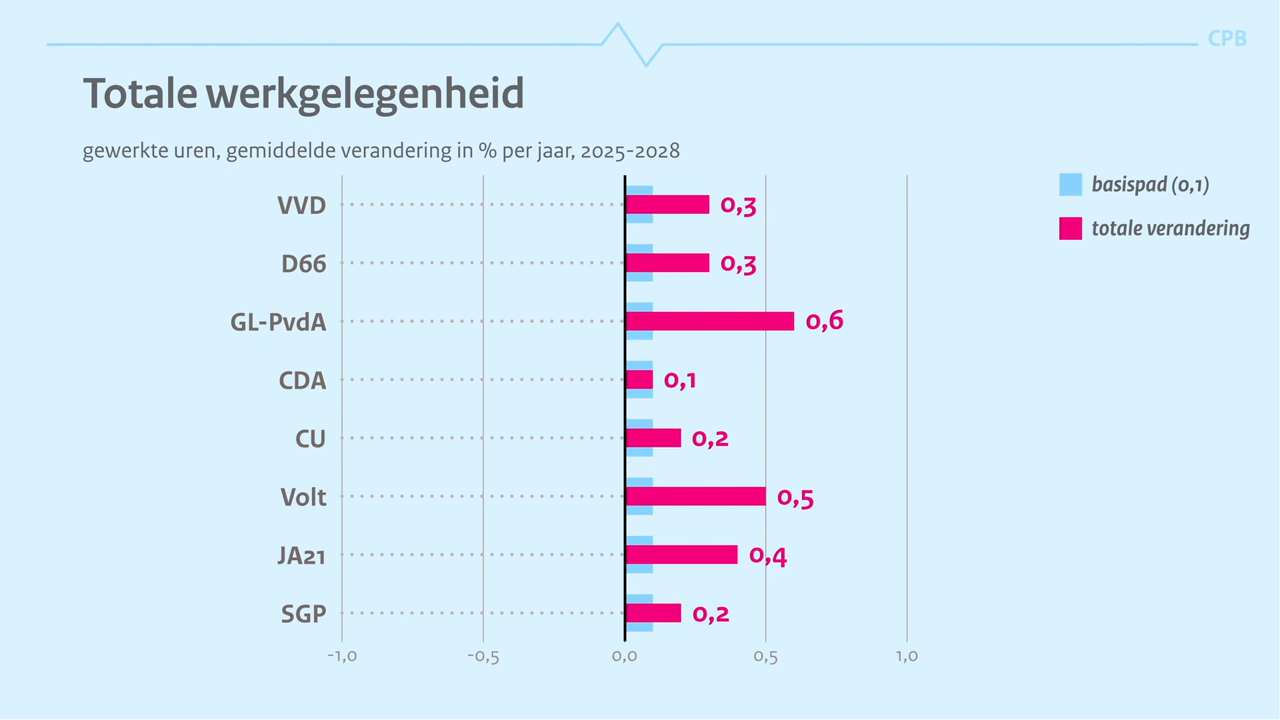 CPB
Totale werkgelegenheid
gewerkte uren, gemiddelde verandering in % per jaar, 2025-2028
basispad (0,1)
totale verandering
VVD 0,3
D66 0,3
GL-PvdA 0,6
CDA 0,1
CU 0,2
Volt 0,5
JA21 0,4
SGP 0,2
-1,0 -0,5 0,0 0,5 1,0